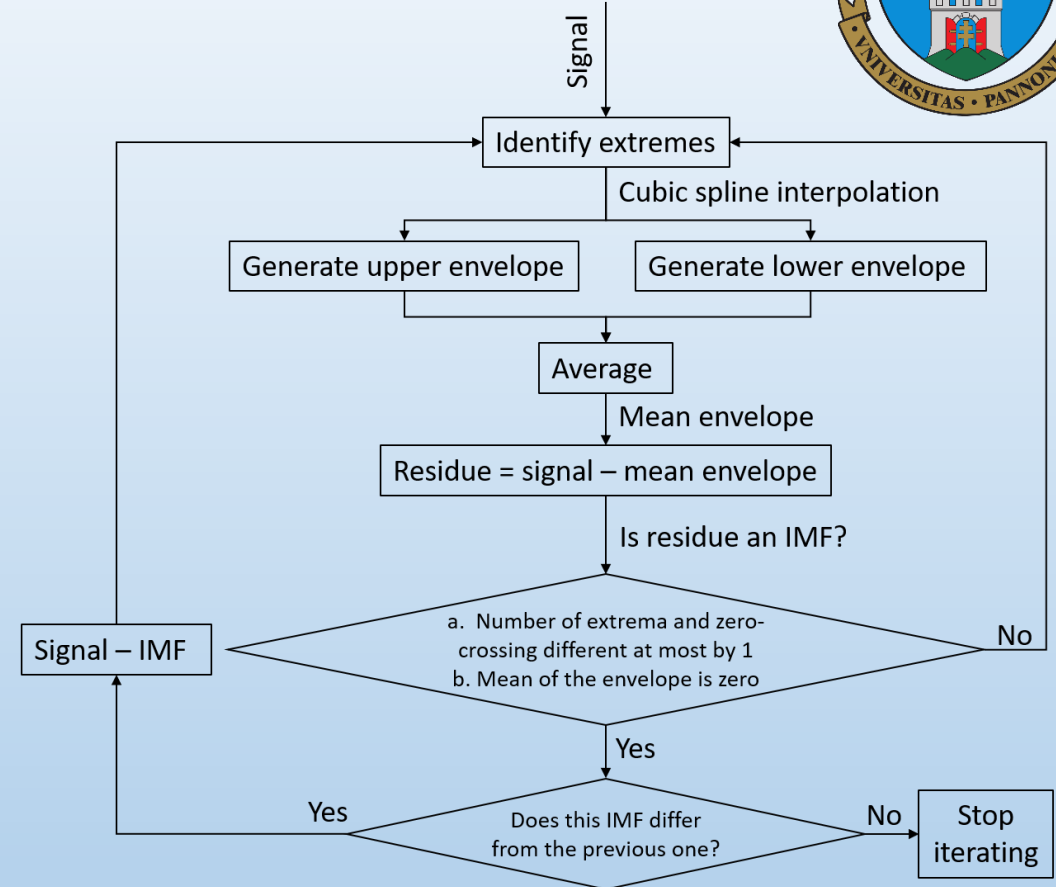 VNIVERSITAS • PANNONI
Signal
Identify extremes
Cubic spline interpolation
Generate upper envelope
Generate lower envelope
Average
Mean envelope
Residue = signal – mean envelope
Is residue an IMF?
a. Number of extrema and zero-
crossing different at most by 1
b. Mean of the envelope is zero
No
Signal – IMF
Yes
Yes
Does this IMF differ
from the previous one?
No
Stop
iterating